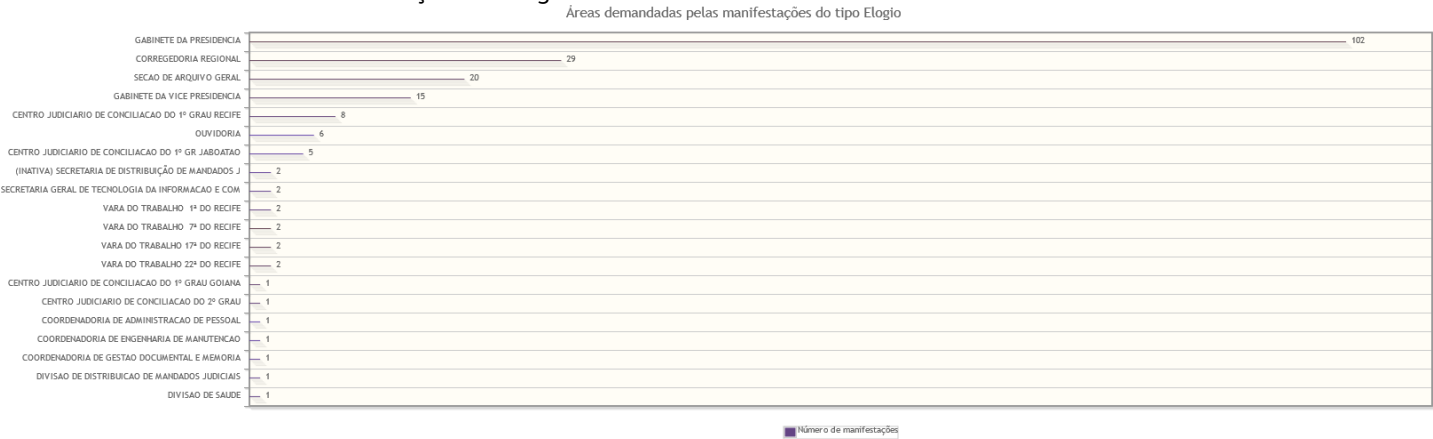 Áreas demandadas pelas manifestações do tipo Elogio
GABINETE DA PRESIDENCIA 102
CORREGEDORIA REGIONAL 29
SECAO DE ARQUIVO GERAL 20
GABINETE DA VICE PRESIDENCIA 15
CENTRO JUDICIARIO DE CONCILIACAO DO 1º GRAU RECIFE 8
OUVIDORIA 6
CENTRO JUDICIARIO DE CONCILIACAO DO 1º GR JABOATAO 5
(INATIVA) SECRETARIA DE DISTRIBUIÇÃO DE MANDADOS J 2
SECRETARIA GERAL DE TECNOLOGIA DA INFORMACAO E COM 2
VARA DO TRABALHO 1ª DO RECIFE 2
VARA DO TRABALHO 7ª DO RECIFE 2
VARA DO TRABALHO 17ª DO RECIFE 2
VARA DO TRABALHO 22ª DO RECIFE 2
CENTRO JUDICIARIO DE CONCILIACAO DO 1º GRAU GOIANA 1
CENTRO JUDICIARIO DE CONCILIACAO DO 2º GRAU 1
COORDENADORIA DE ADMINISTRACAO DE PESSOAL 1
COORDENADORIA DE ENGENHARIA DE MANUTENCAO 1
COORDENADORIA DE GESTAO DOCUMENTAL E MEMORIA 1
DIVISAO DE DISTRIBUICAO DE MANDADOS JUDICIAIS 1
DIVISAO DE SAUDE 1
Número de manifestações